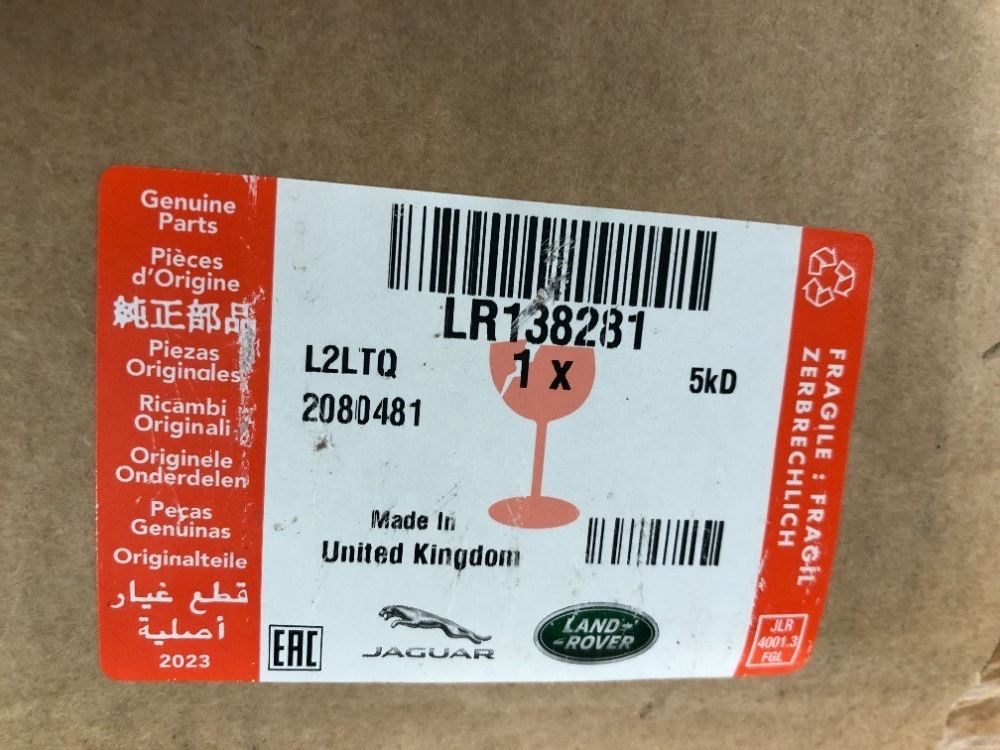 Genuine
Parts
Pièces
d'Origine
純正部品
Piezas
Originales
Ricambi
Originali
Originele
Onderdelen
Peças
Genuinas
Originalteile
قطع غيار
أصلية
2023
LR138281
L2LTQ
1 x
5kD
2080481
Made In
United Kingdom
EAC
JAGUAR
LAND-
-ROVER
FRAGILE : FRAGIL
ZERBRECHLICH
JLR
4001.3
FGL